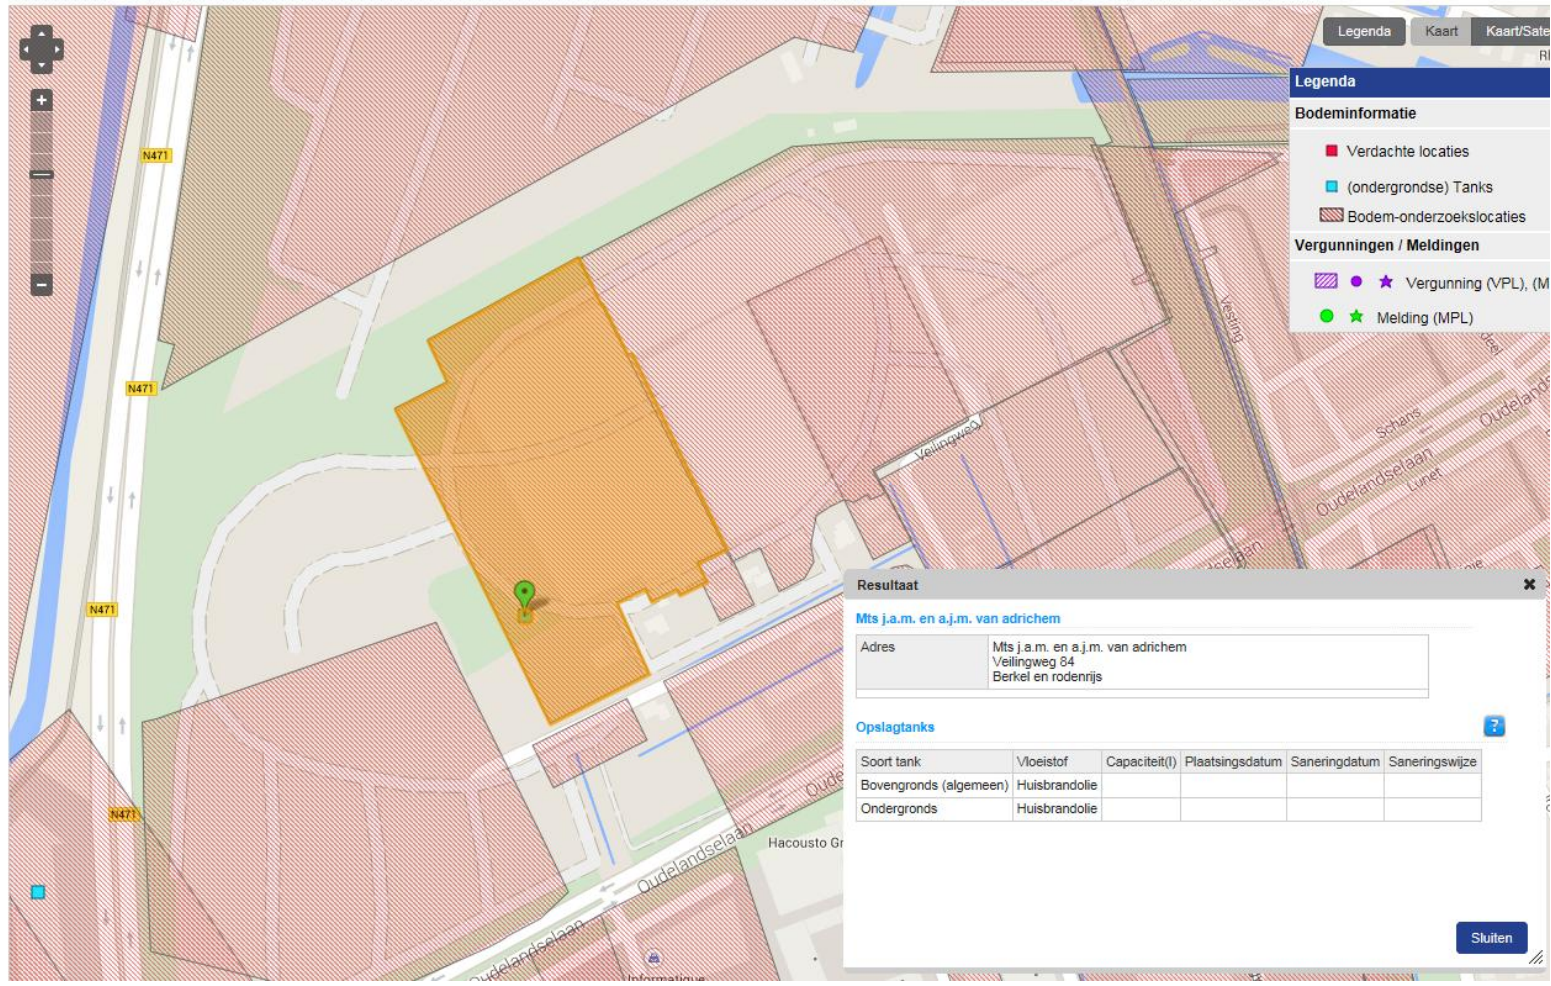 Legenda Kaart Kaart/Sate
Legenda
Bodeminformatie
Verdachte locaties
(ondergrondse) Tanks
Bodem-onderzoekslocaties
Vergunningen / Meldingen
Vergunning (VPL), (M
Melding (MPL)
N471
N471
N471
N471
Veilingweg
Vesting
Schans
Oudelands
Oudelandselaan
Lunet
Oudelandselaan
Oudelandselaan
Hacousto Gr
Informatique
Resultaat
Mts j.a.m. en a.j.m. van adrichem
Adres Mts j.a.m. en a.j.m. van adrichem
Veilingweg 84
Berkel en rodenrijs
Opslagtanks
?
Soort tank Vloeistof Capaciteit(l) Plaatsingsdatum Saneringdatum Saneringswijze
Bovengronds (algemeen) Huisbrandolie
Ondergronds Huisbrandolie
Sluiten